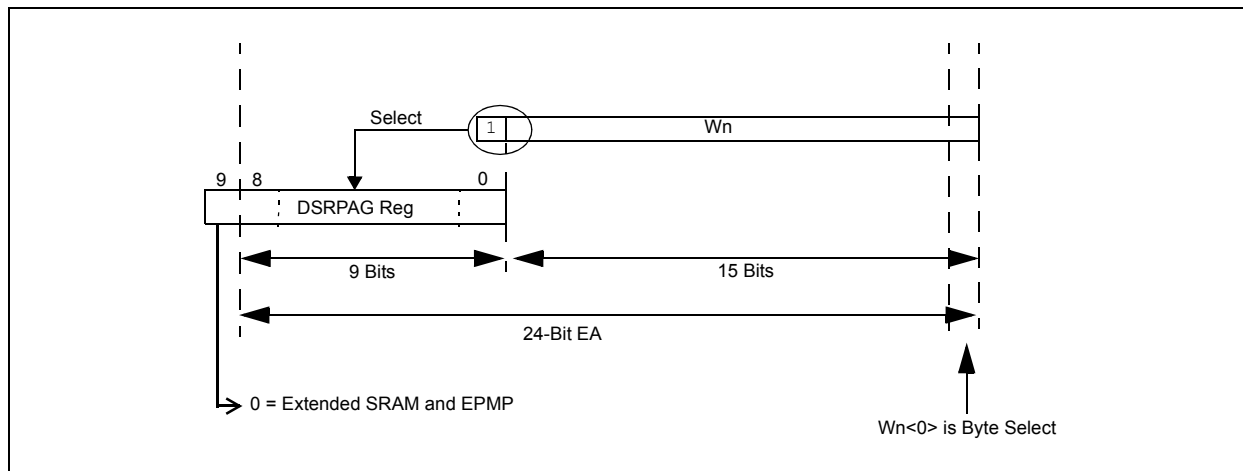 Select
1
Wn
9 8 0
DSRPAG Reg
9 Bits
15 Bits
24-Bit EA
0 = Extended SRAM and EPMP
Wn<0> is Byte Select